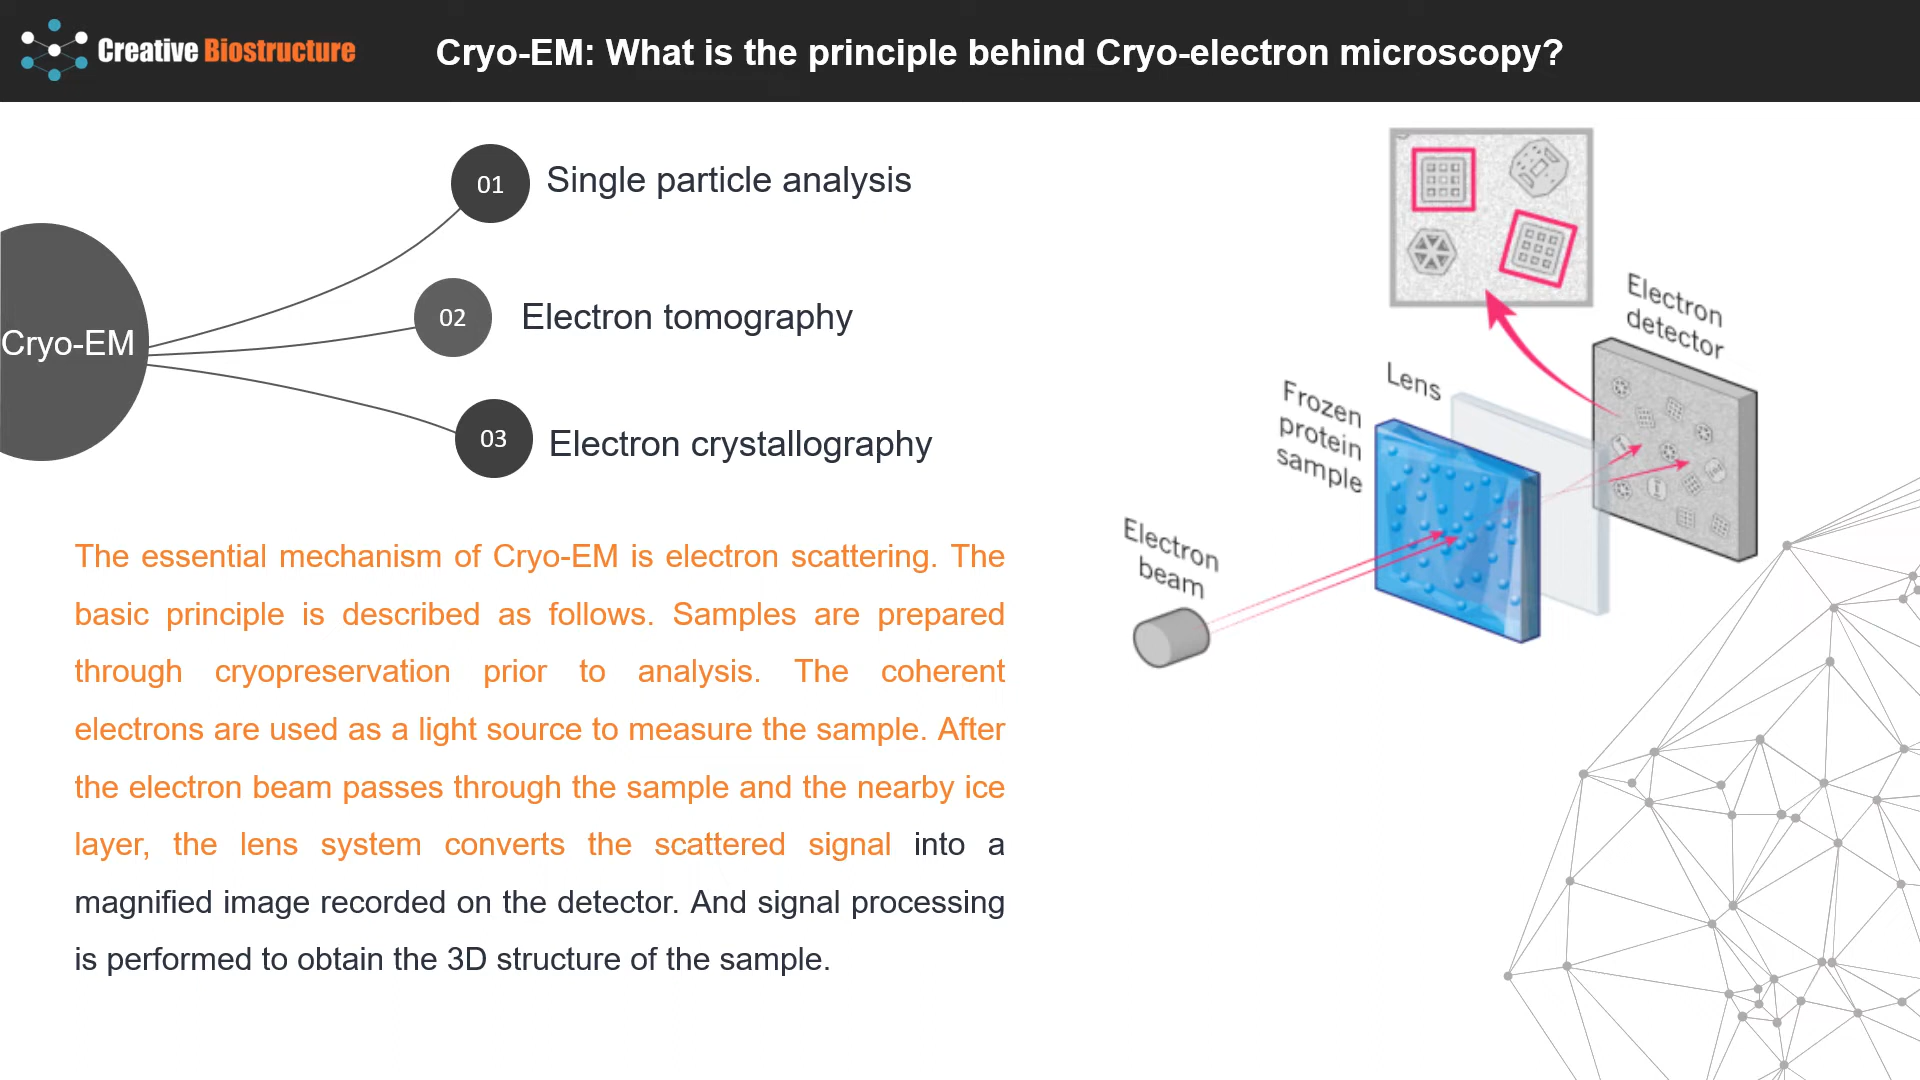 Creative Biostructure
Cryo-EM: What is the principle behind Cryo-electron microscopy?
Cryo-EM
01 Single particle analysis
02 Electron tomography
03 Electron crystallography
The essential mechanism of Cryo-EM is electron scattering. The
basic principle is described as follows. Samples are prepared
through cryopreservation prior to analysis. The coherent
electrons are used as a light source to measure the sample. After
the electron beam passes through the sample and the nearby ice
layer, the lens system converts the scattered signal into a
magnified image recorded on the detector. And signal processing
is performed to obtain the 3D structure of the sample.
Electron
beam
Frozen
protein
sample
Lens
Electron
detector